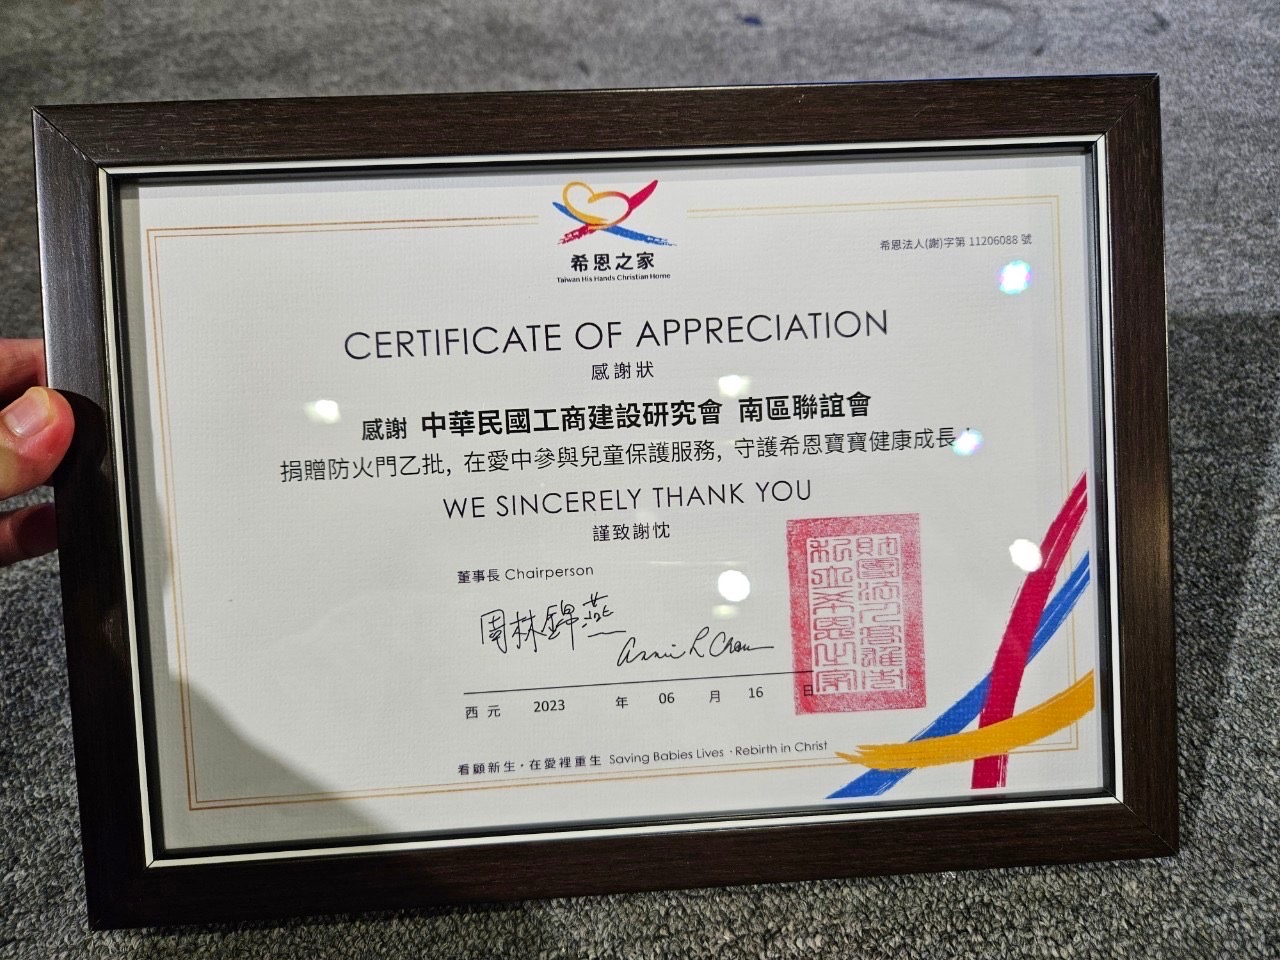 希恩之家
Taiwan His Hands Christian Home
希恩法人(謝)字第 11206088 號
CERTIFICATE OF APPRECIATION
感謝狀
感謝 中華民國工商建設研究會 南區聯誼會
捐贈防火門乙批, 在愛中參與兒童保護服務, 守護希恩寶寶健康成長。
WE SINCERELY THANK YOU
謹致謝忱
董事長 Chairperson
周林錦燕
西元 2023 年 06 月 16 日
看顧新生・在愛裡重生 Saving Babies Lives ・Rebirth in Christ